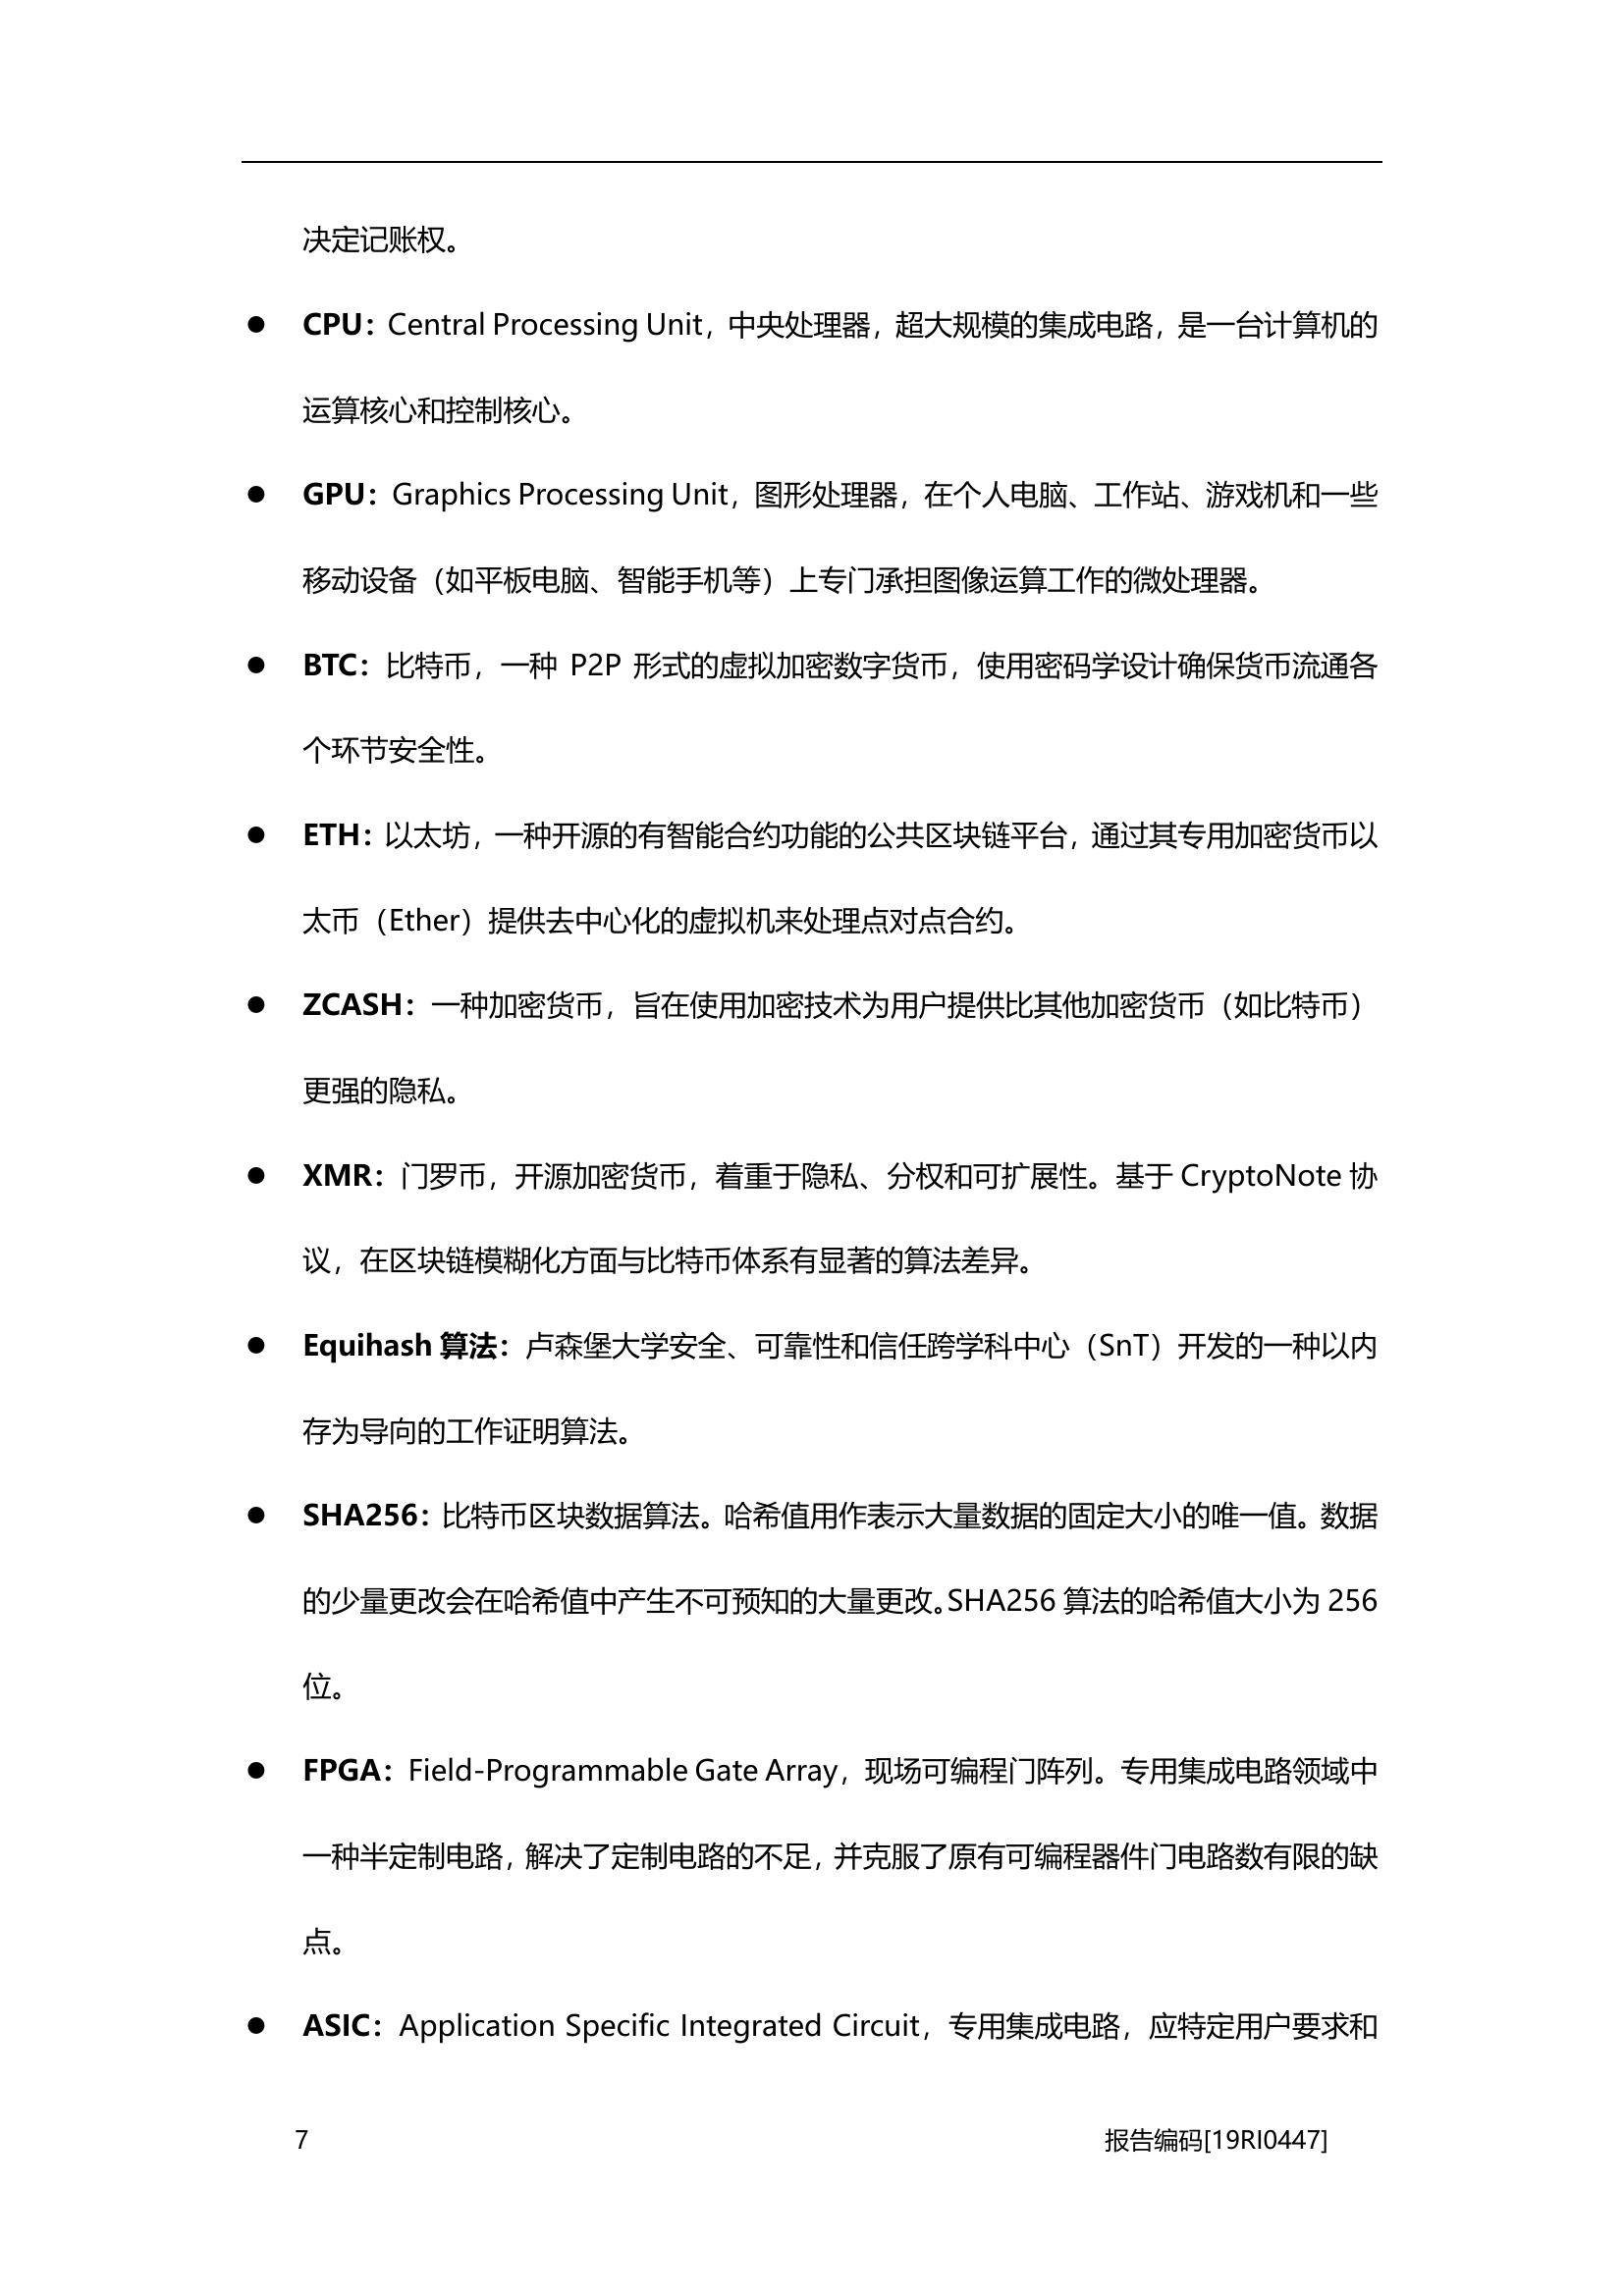 决定记账权。
● CPU：Central Processing Unit，中央处理器，超大规模的集成电路，是一台计算机的
运算核心和控制核心。
● GPU：Graphics Processing Unit，图形处理器，在个人电脑、工作站、游戏机和一些
移动设备（如平板电脑、智能手机等）上专门承担图像运算工作的微处理器。
● BTC：比特币，一种 P2P 形式的虚拟加密数字货币，使用密码学设计确保货币流通各
个环节安全性。
● ETH：以太坊，一种开源的有智能合约功能的公共区块链平台，通过其专用加密货币以
太币（Ether）提供去中心化的虚拟机来处理点对点合约。
● ZCASH：一种加密货币，旨在使用加密技术为用户提供比其他加密货币（如比特币）
更强的隐私。
● XMR：门罗币，开源加密货币，着重于隐私、分权和可扩展性。基于 CryptoNote 协
议，在区块链模糊化方面与比特币体系有显著的算法差异。
● Equihash 算法：卢森堡大学安全、可靠性和信任跨学科中心（SnT）开发的一种以内
存为导向的工作证明算法。
● SHA256：比特币区块数据算法。哈希值用作表示大量数据的固定大小的唯一值。数据
的少量更改会在哈希值中产生不可预知的大量更改。SHA256 算法的哈希值大小为 256
位。
● FPGA：Field-Programmable Gate Array，现场可编程门阵列。专用集成电路领域中
一种半定制电路，解决了定制电路的不足，并克服了原有可编程器件门电路数有限的缺
点。
● ASIC：Application Specific Integrated Circuit，专用集成电路，应特定用户要求和
7 报告编码[19RI0447]